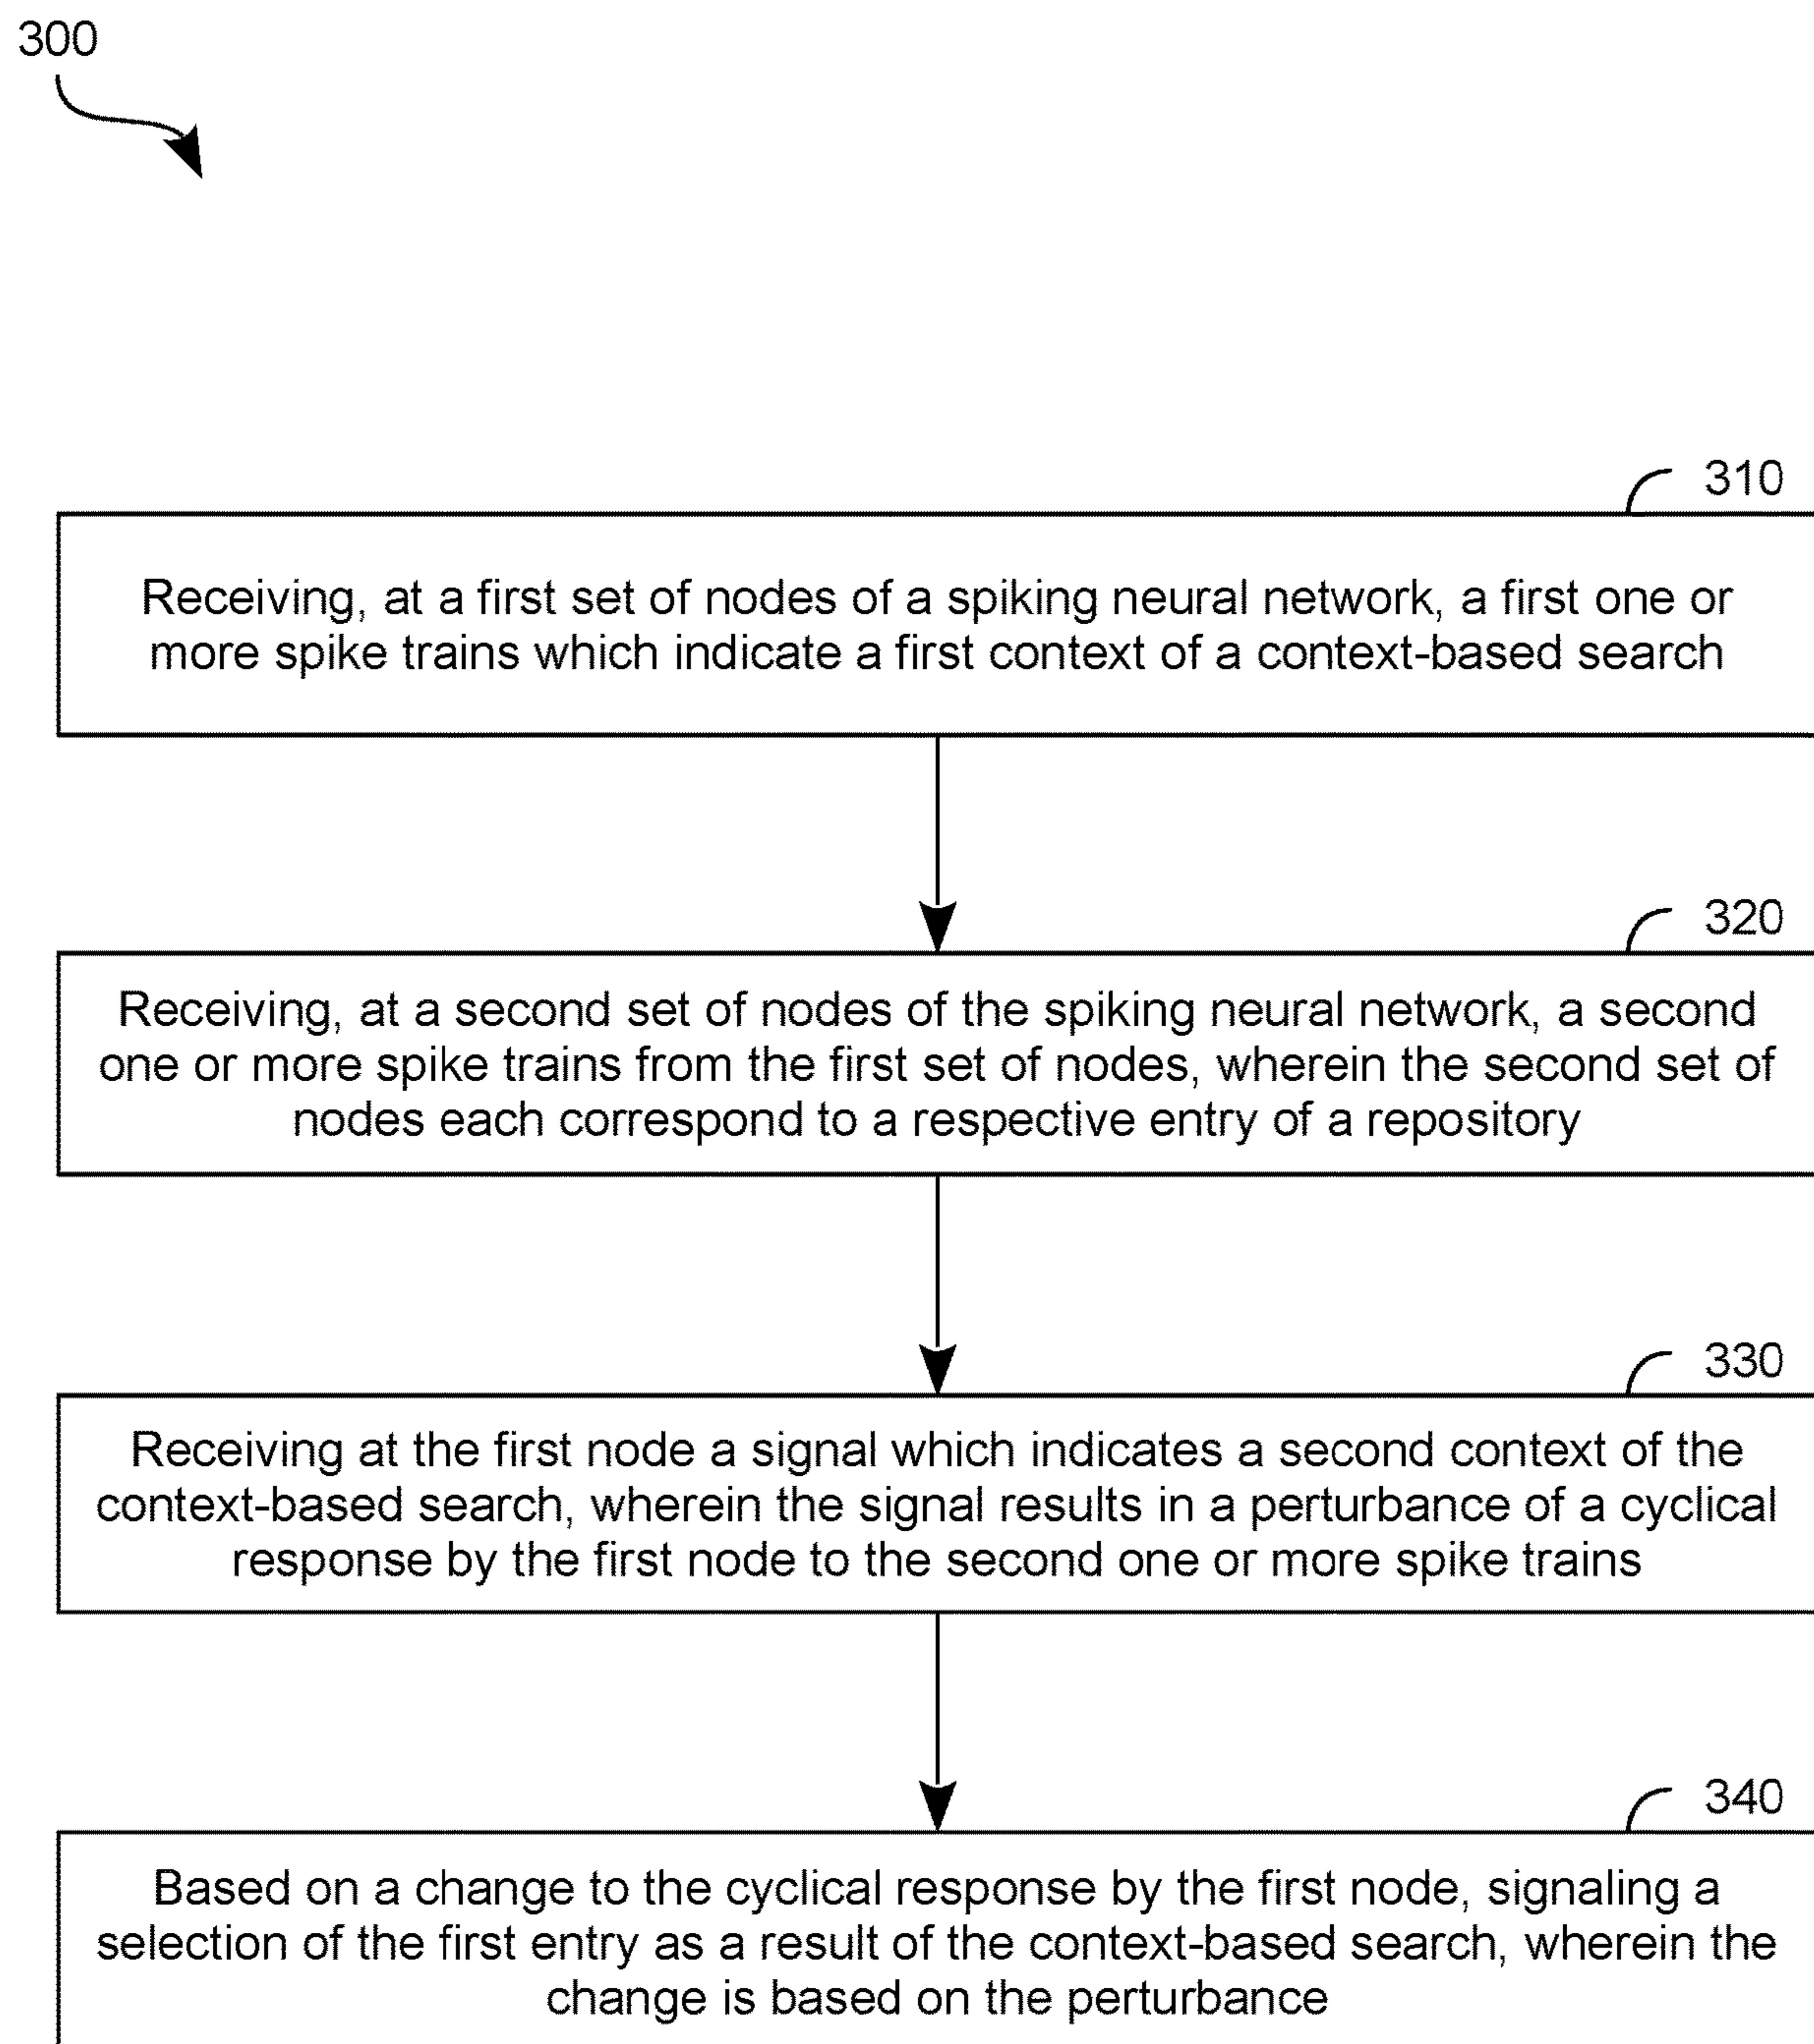 300
310
Receiving, at a first set of nodes of a spiking neural network, a first one or
more spike trains which indicate a first context of a context-based search
320
Receiving, at a second set of nodes of the spiking neural network, a second
one or more spike trains from the first set of nodes, wherein the second set of
nodes each correspond to a respective entry of a repository
330
Receiving at the first node a signal which indicates a second context of the
context-based search, wherein the signal results in a perturbance of a cyclical
response by the first node to the second one or more spike trains
340
Based on a change to the cyclical response by the first node, signaling a
selection of the first entry as a result of the context-based search, wherein the
change is based on the perturbance